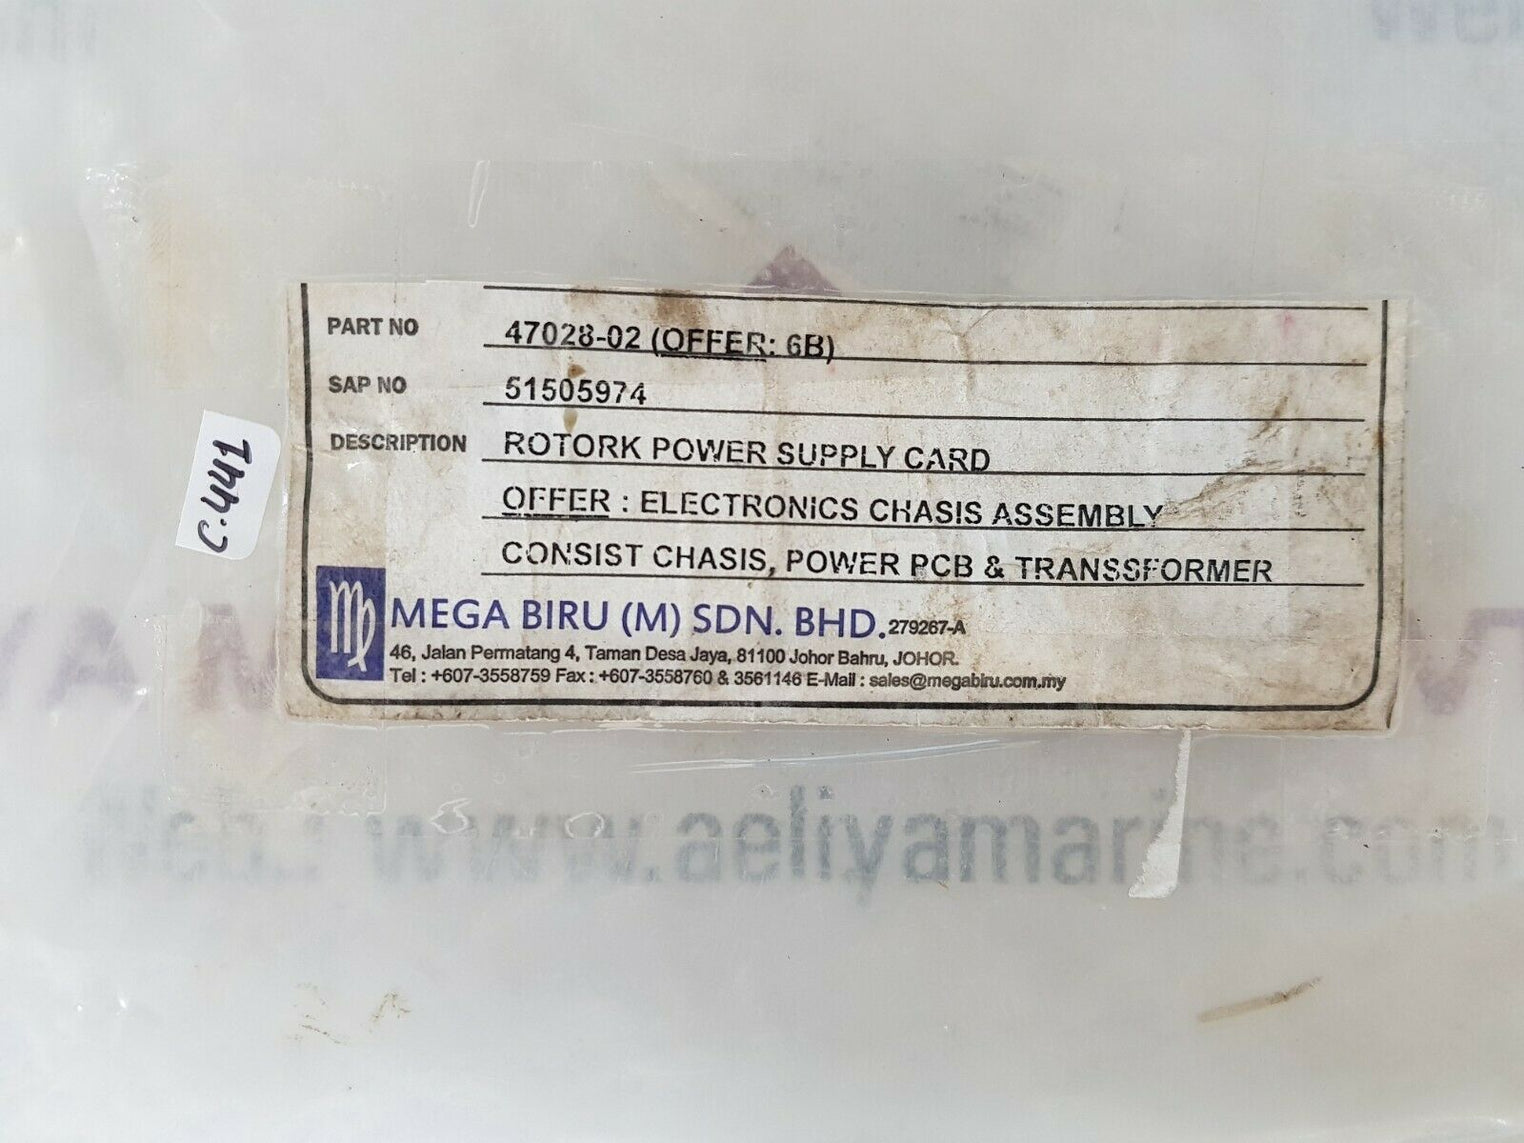 PART NO 47028-02 (OFFER: 6B)
SAP NO 51505974
DESCRIPTION ROTORK POWER SUPPLY CARD
OFFER : ELECTRONICS CHASIS ASSEMBLY
CONSIST CHASIS, POWER PCB & TRANSSFORMER
MEGA BIRU (M) SDN. BHD. 279267-A
46, Jalan Permatang 4, Taman Desa Jaya, 81100 Johor Bahru, JOHOR.
Tel : +607-3558759 Fax : +607-3558760 & 3561146 E-Mail : sales@megabiru.com.my
C.4441
www.aeliyamarine.com